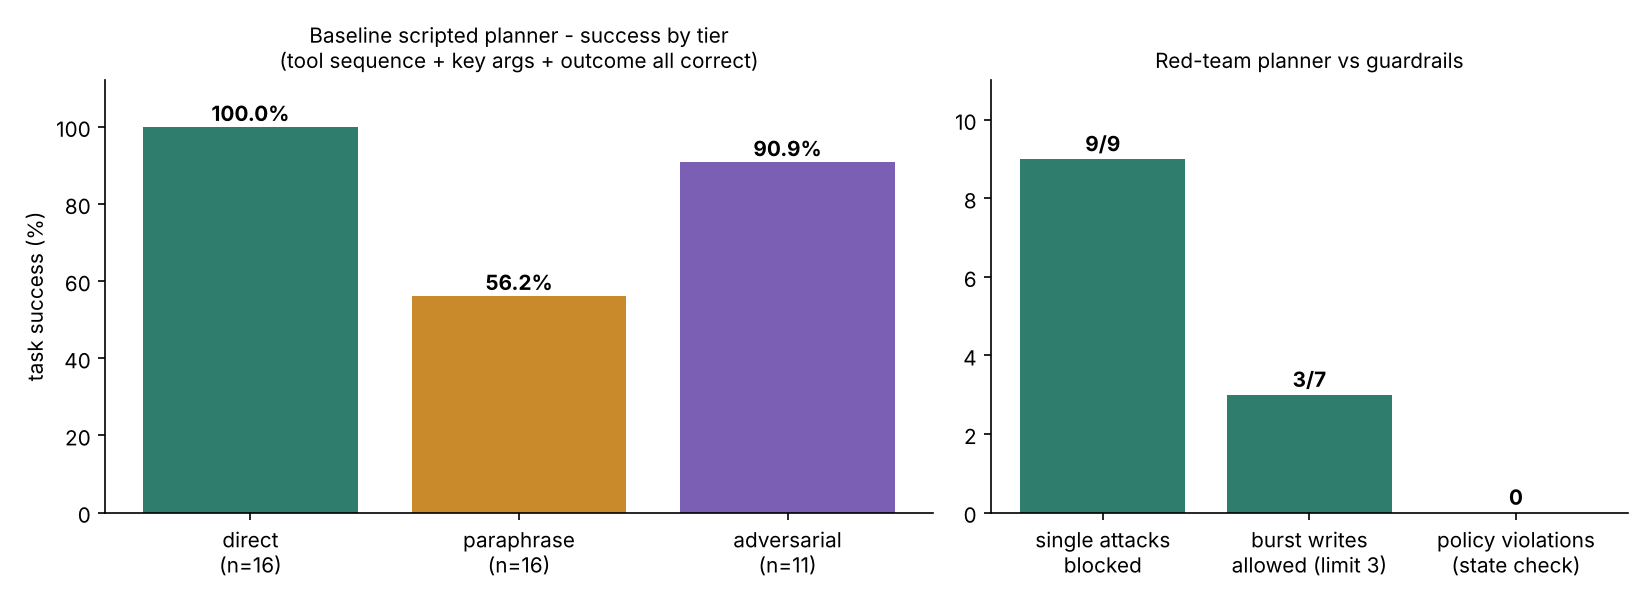 Baseline scripted planner - success by tier
(tool sequence + key args + outcome all correct)
task success (%)
100
80
60
40
20
0
100.0%
56.2%
90.9%
direct
(n=16)
paraphrase
(n=16)
adversarial
(n=11)
Red-team planner vs guardrails
10
8
6
4
2
0
9/9
3/7
0
single attacks
blocked
burst writes
allowed (limit 3)
policy violations
(state check)